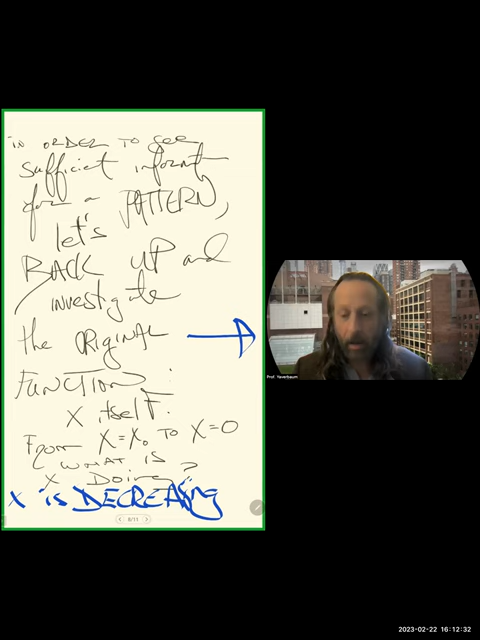 in ORDER TO see
sufficient informat
for a PATTERN,
let's
BACK UP and
investigate
the ORIGINAL
FUNCTION:
X itself.
From X=X₀ TO X=0
WHAT IS
X Doing?
X is DECREASing
8/11
Prof. Yaverbaum
2023-02-22 16:12:32